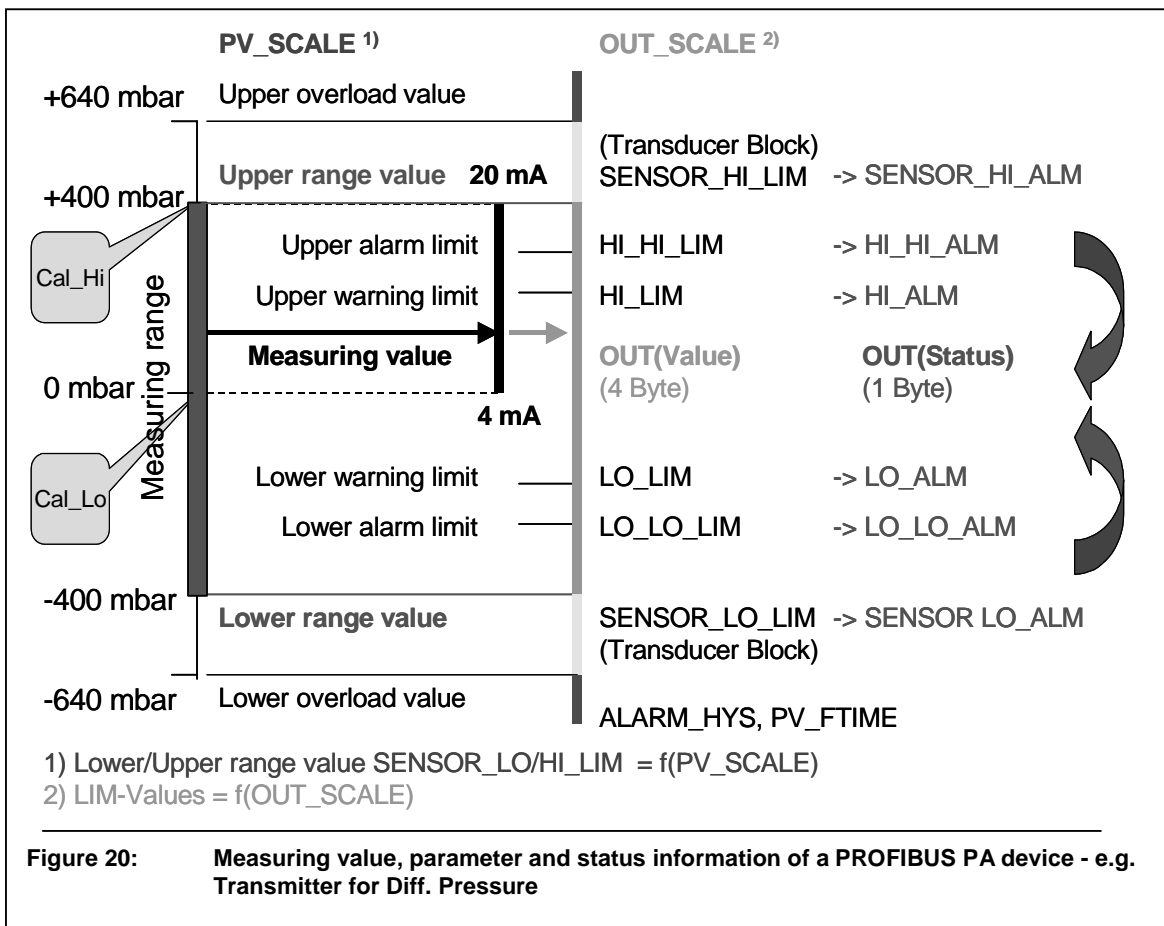 PV_SCALE 1) OUT_SCALE 2)
+640 mbar Upper overload value
(Transducer Block)
Upper range value 20 mA SENSOR_HI_LIM -> SENSOR_HI_ALM
+400 mbar
Upper alarm limit HI_HI_LIM -> HI_HI_ALM
Cal_Hi
Upper warning limit HI_LIM -> HI_ALM
Measuring range
Measuring value OUT(Value) OUT(Status)
0 mbar (4 Byte) (1 Byte)
4 mA
Lower warning limit LO_LIM -> LO_ALM
Cal_Lo
Lower alarm limit LO_LO_LIM -> LO_LO_ALM
-400 mbar
Lower range value SENSOR_LO_LIM -> SENSOR LO_ALM
(Transducer Block)
-640 mbar Lower overload value
ALARM_HYS, PV_FTIME
1) Lower/Upper range value SENSOR_LO/HI_LIM = f(PV_SCALE)
2) LIM-Values = f(OUT_SCALE)
Figure 20: Measuring value, parameter and status information of a PROFIBUS PA device - e.g.
Transmitter for Diff. Pressure